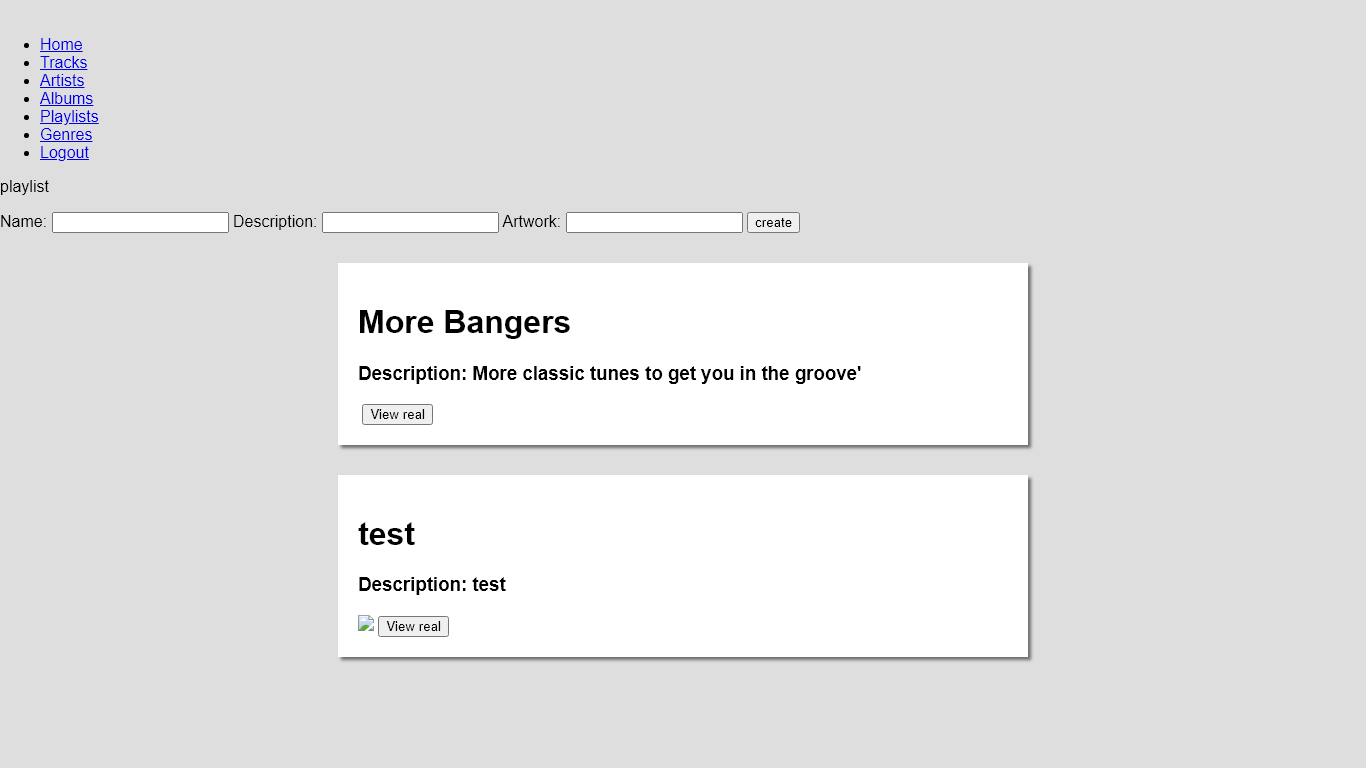 Home
Tracks
Artists
Albums
Playlists
Genres
Logout
playlist
Name: Description: Artwork: create
More Bangers
Description: More classic tunes to get you in the groove'
View real
test
Description: test
View real